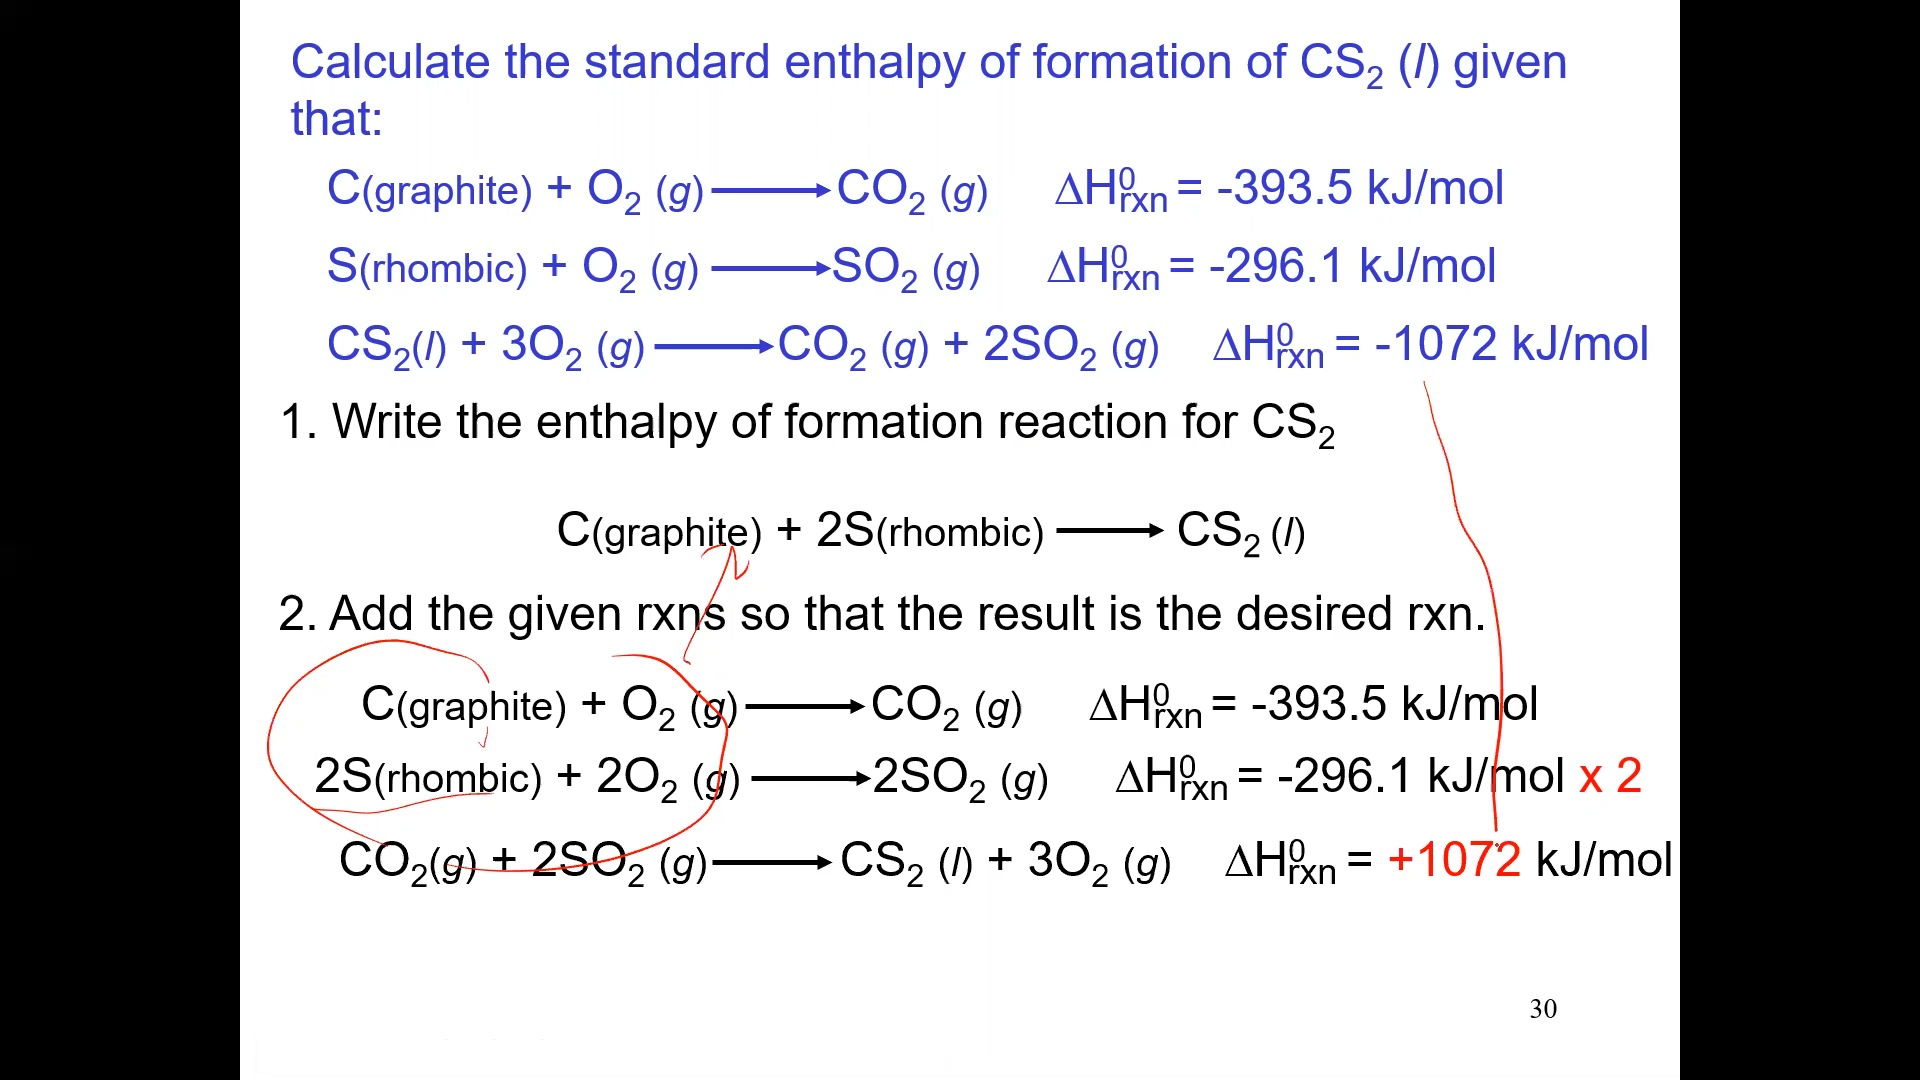 Calculate the standard enthalpy of formation of CS₂ (l) given
that:
C(graphite) + O₂ (g) ⟶ CO₂ (g) ΔH⁰rxn = -393.5 kJ/mol
S(rhombic) + O₂ (g) ⟶ SO₂ (g) ΔH⁰rxn = -296.1 kJ/mol
CS₂(l) + 3O₂ (g) ⟶ CO₂ (g) + 2SO₂ (g) ΔH⁰rxn = -1072 kJ/mol
1. Write the enthalpy of formation reaction for CS₂
C(graphite) + 2S(rhombic) ⟶ CS₂ (l)
2. Add the given rxns so that the result is the desired rxn.
C(graphite) + O₂ (g) ⟶ CO₂ (g) ΔH⁰rxn = -393.5 kJ/mol
2S(rhombic) + 2O₂ (g) ⟶ 2SO₂ (g) ΔH⁰rxn = -296.1 kJ/mol x 2
CO₂(g) + 2SO₂ (g) ⟶ CS₂ (l) + 3O₂ (g) ΔH⁰rxn = +1072 kJ/mol
30